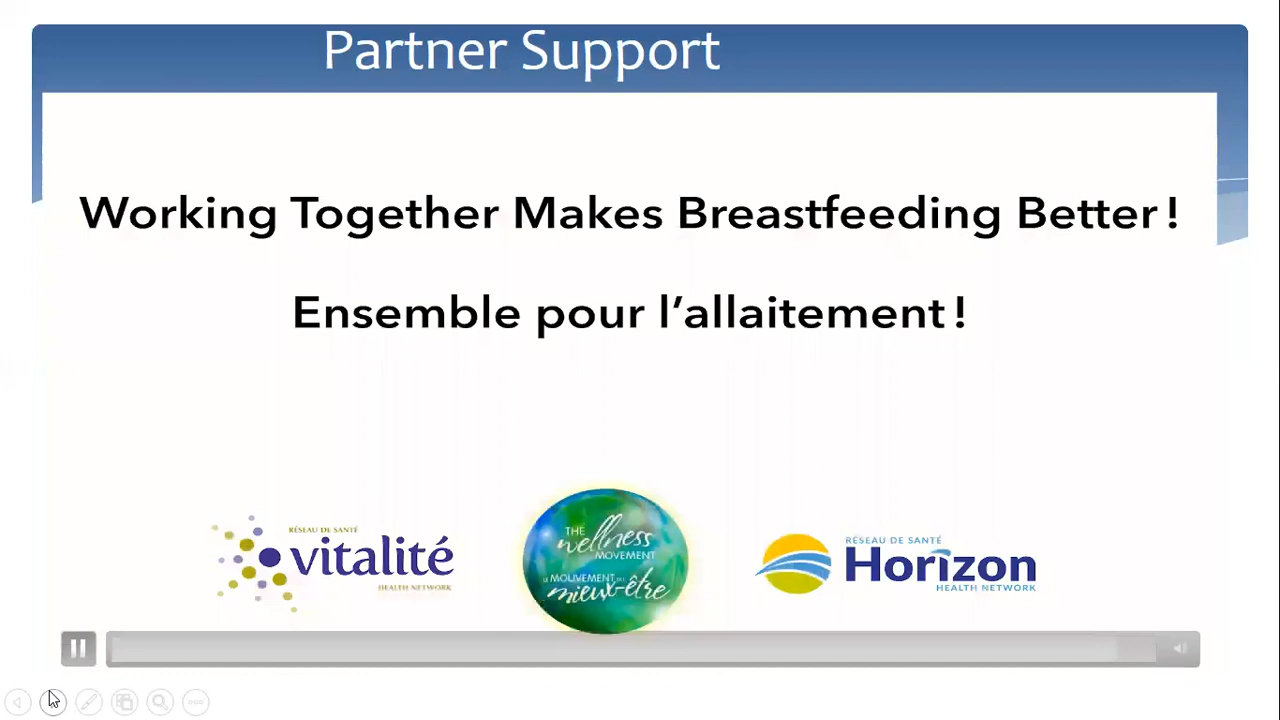 Partner Support
Working Together Makes Breastfeeding Better !
Ensemble pour l’allaitement !
RÉSEAU DE SANTÉ
vitalité
HEALTH NETWORK
THE
wellness
MOVEMENT
LE MOUVEMENT DU
mieux-être
RÉSEAU DE SANTÉ
Horizon
HEALTH NETWORK